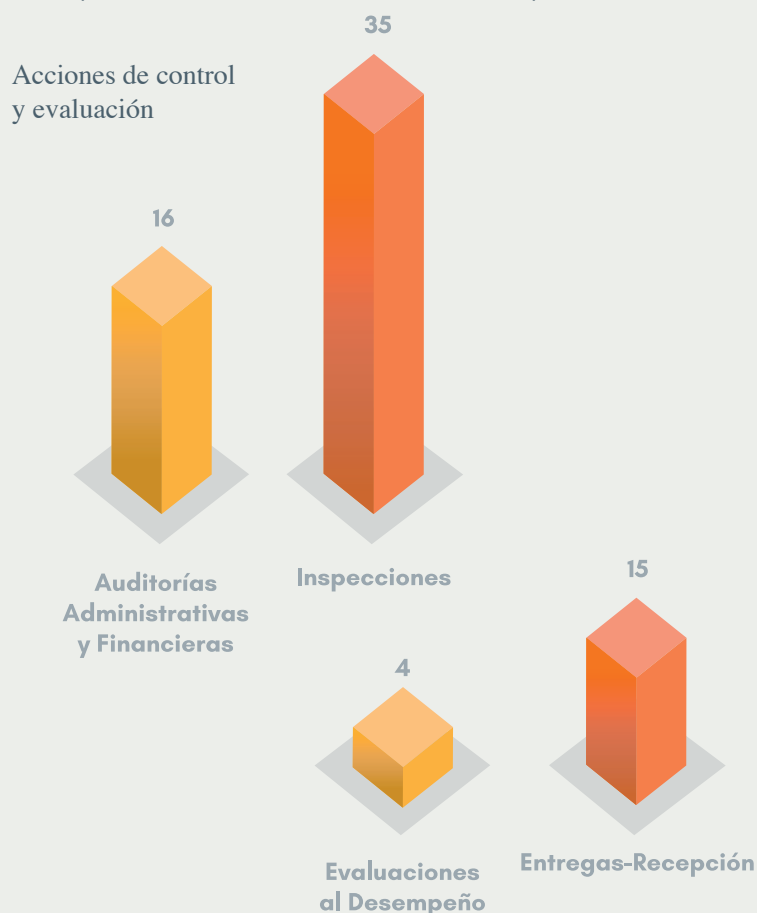 35
Acciones de control
y evaluación
16
Inspecciones
Auditorías
Administrativas
y Financieras
15
4
Entregas-Recepción
Evaluaciones
al Desempeño